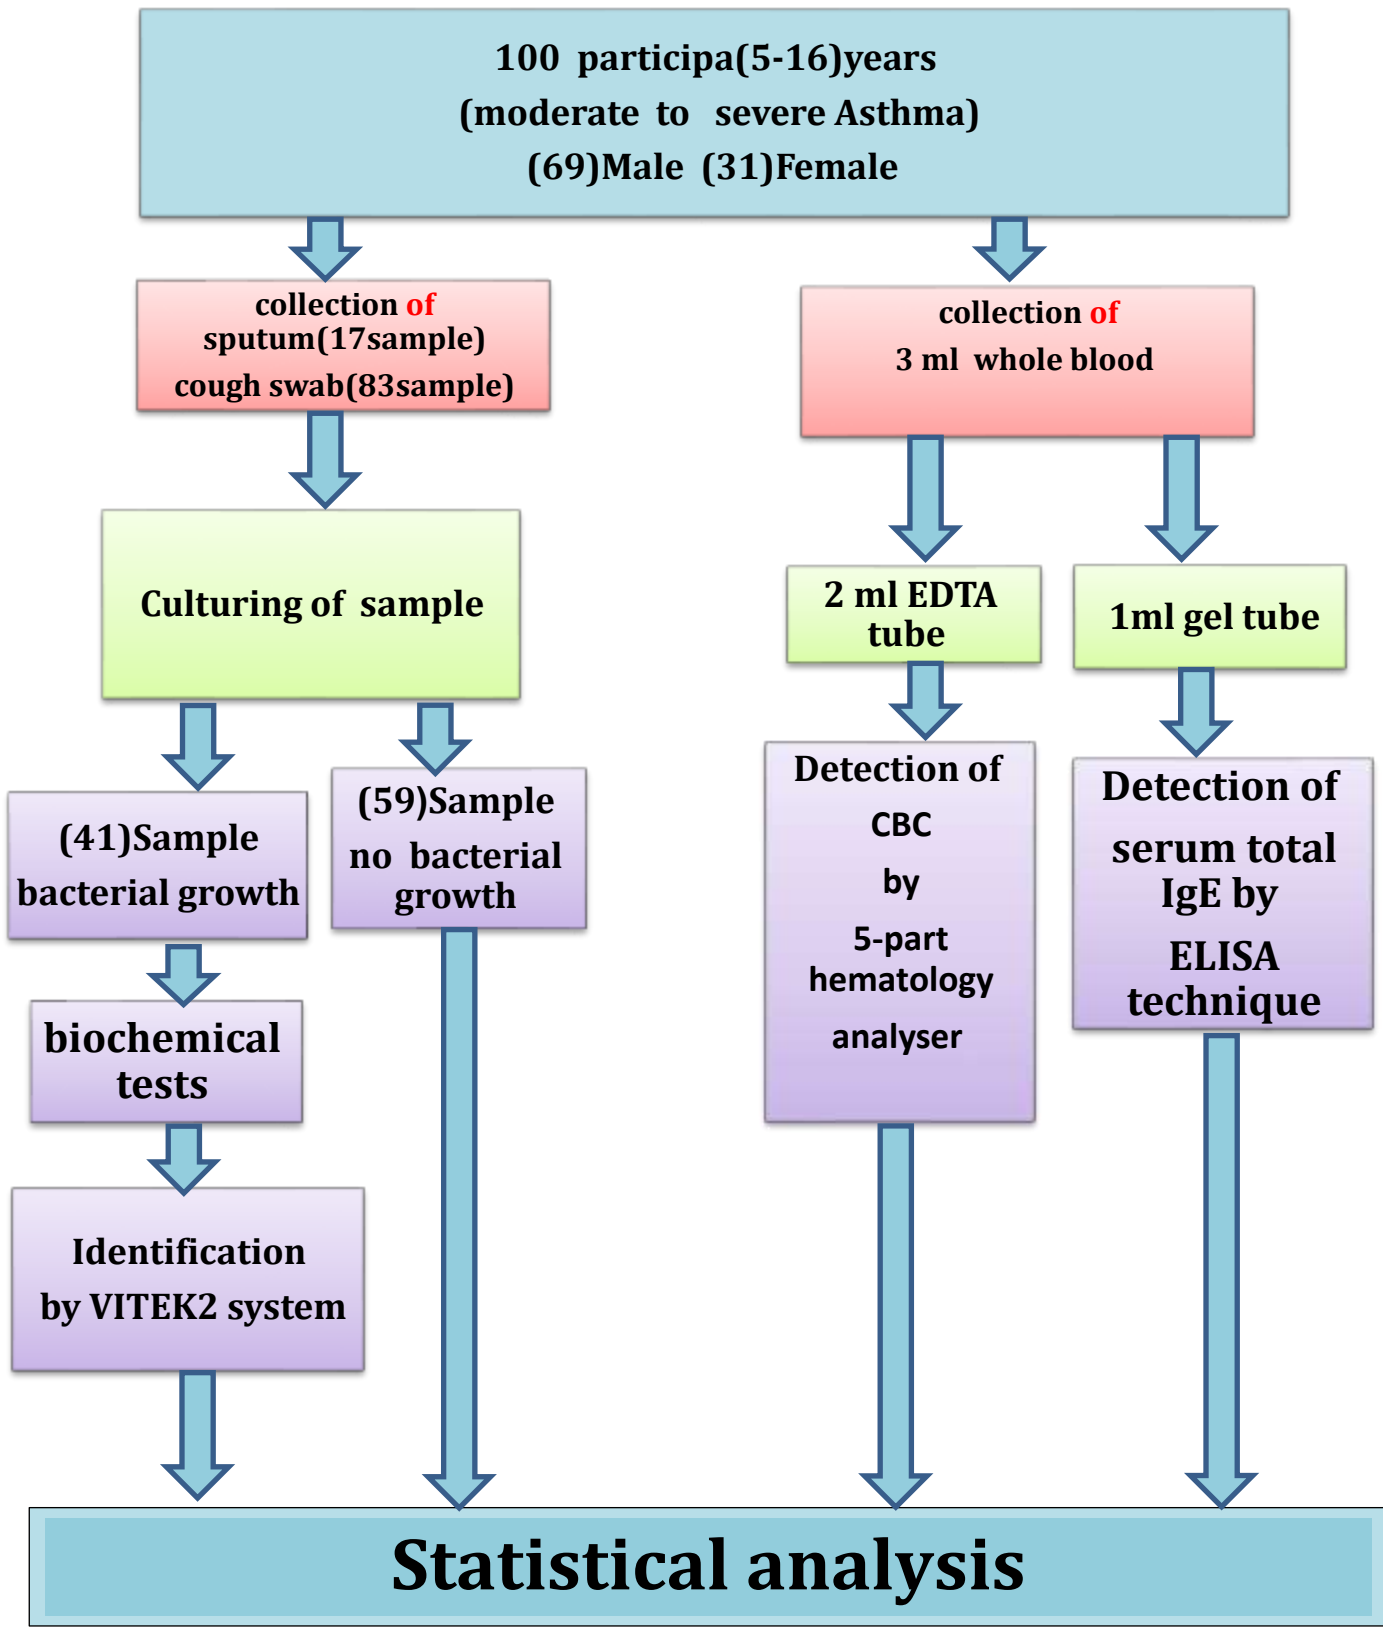 100 participa(5-16)years
(moderate to severe Asthma)
(69)Male (31)Female
collection of
sputum(17sample)
cough swab(83sample)
collection of
3 ml whole blood
Culturing of sample
2 ml EDTA
tube
1ml gel tube
(41)Sample
bacterial growth
(59)Sample
no bacterial
growth
Detection of
CBC
by
5-part
hematology
analyser
Detection of
serum total
IgE by
ELISA
technique
biochemical
tests
Identification
by VITEK2 system
Statistical analysis